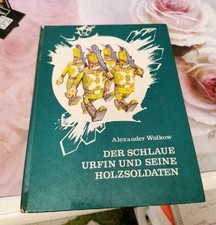 Alexander Wolkow
DER SCHLAUE
URFIN UND SEINE
HOLZSOLDATEN